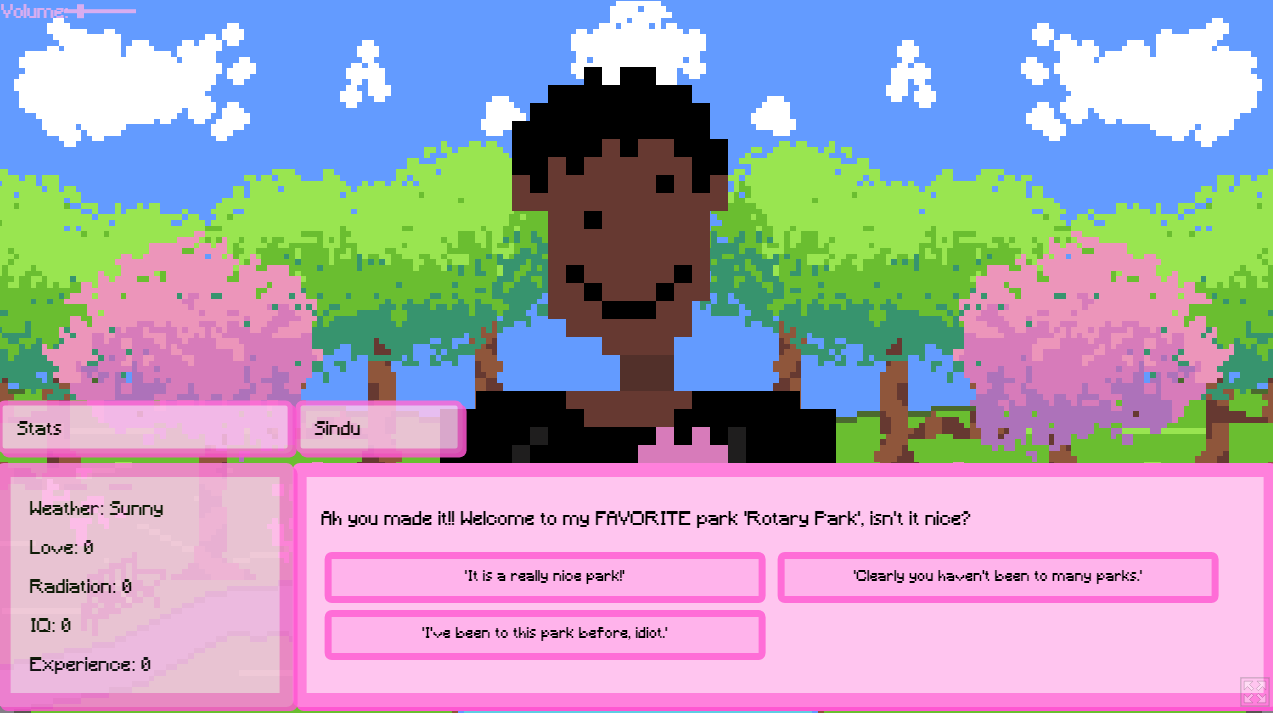 Volume:
Stats
Sindu
Weather: Sunny
Love: 0
Radiation: 0
IQ: 0
Experience: 0
Ah you made it!! Welcome to my FAVORITE park 'Rotary Park', isn't it nice?
'It is a really nice park!'
'Clearly you haven't been to many parks.'
'I've been to this park before, idiot.'